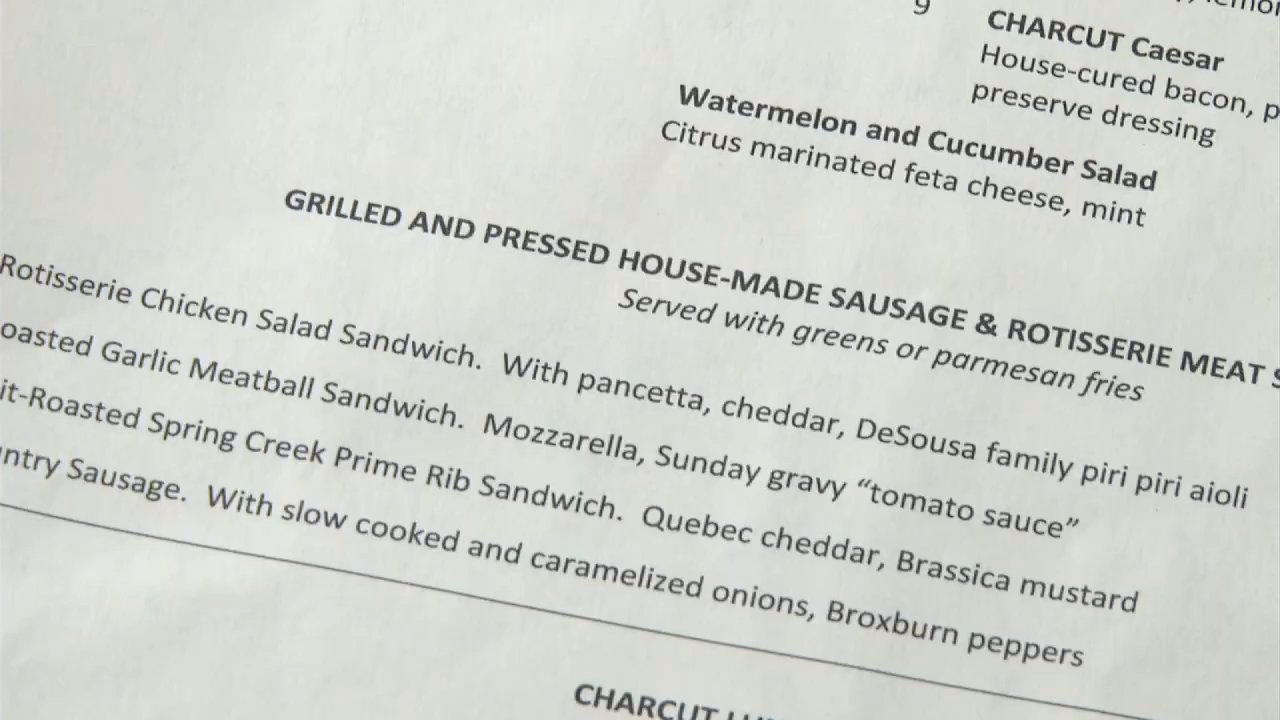 9
CHARCUT Caesar
House-cured bacon, p
preserve dressing
Watermelon and Cucumber Salad
Citrus marinated feta cheese, mint
GRILLED AND PRESSED HOUSE-MADE SAUSAGE & ROTISSERIE MEAT S
Served with greens or parmesan fries
Rotisserie Chicken Salad Sandwich. With pancetta, cheddar, DeSousa family piri piri aioli
oasted Garlic Meatball Sandwich. Mozzarella, Sunday gravy “tomato sauce”
it-Roasted Spring Creek Prime Rib Sandwich. Quebec cheddar, Brassica mustard
ntry Sausage. With slow cooked and caramelized onions, Broxburn peppers
CHARCUT